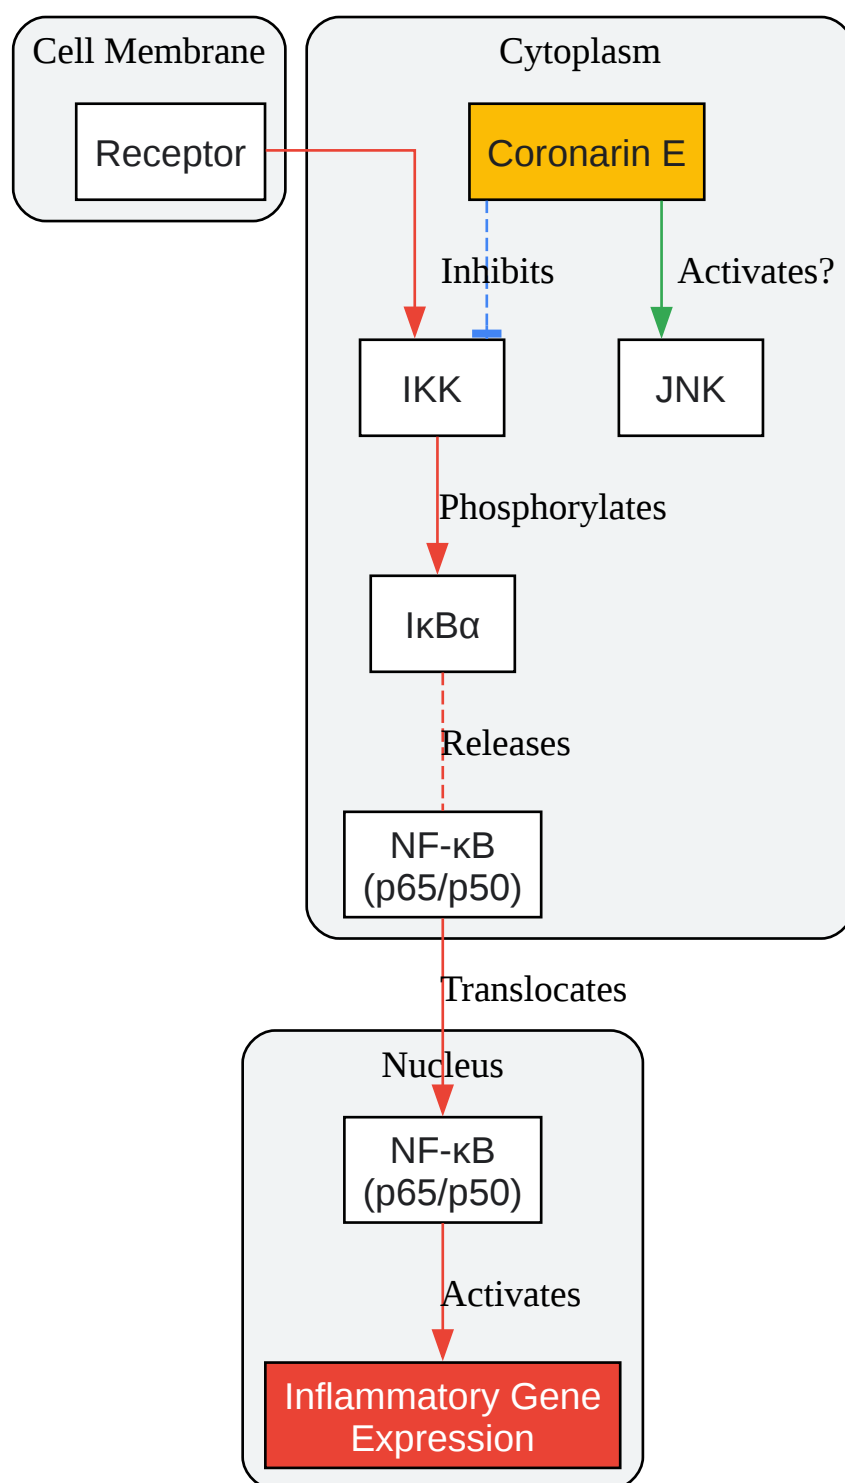 Cell Membrane
Cytoplasm
Receptor
Coronarin E
Inhibits
Activates?
IKK
JNK
Phosphorylates
IκBα
Releases
NF-κB
(p65/p50)
Translocates
Nucleus
NF-κB
(p65/p50)
Activates
Inflammatory Gene
Expression